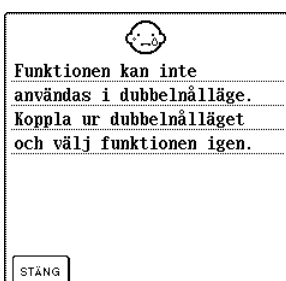 Funktionen kan inte
användas i dubbelnålläge.
Koppla ur dubbelnålläget
och välj funktionen igen.
STÄNG